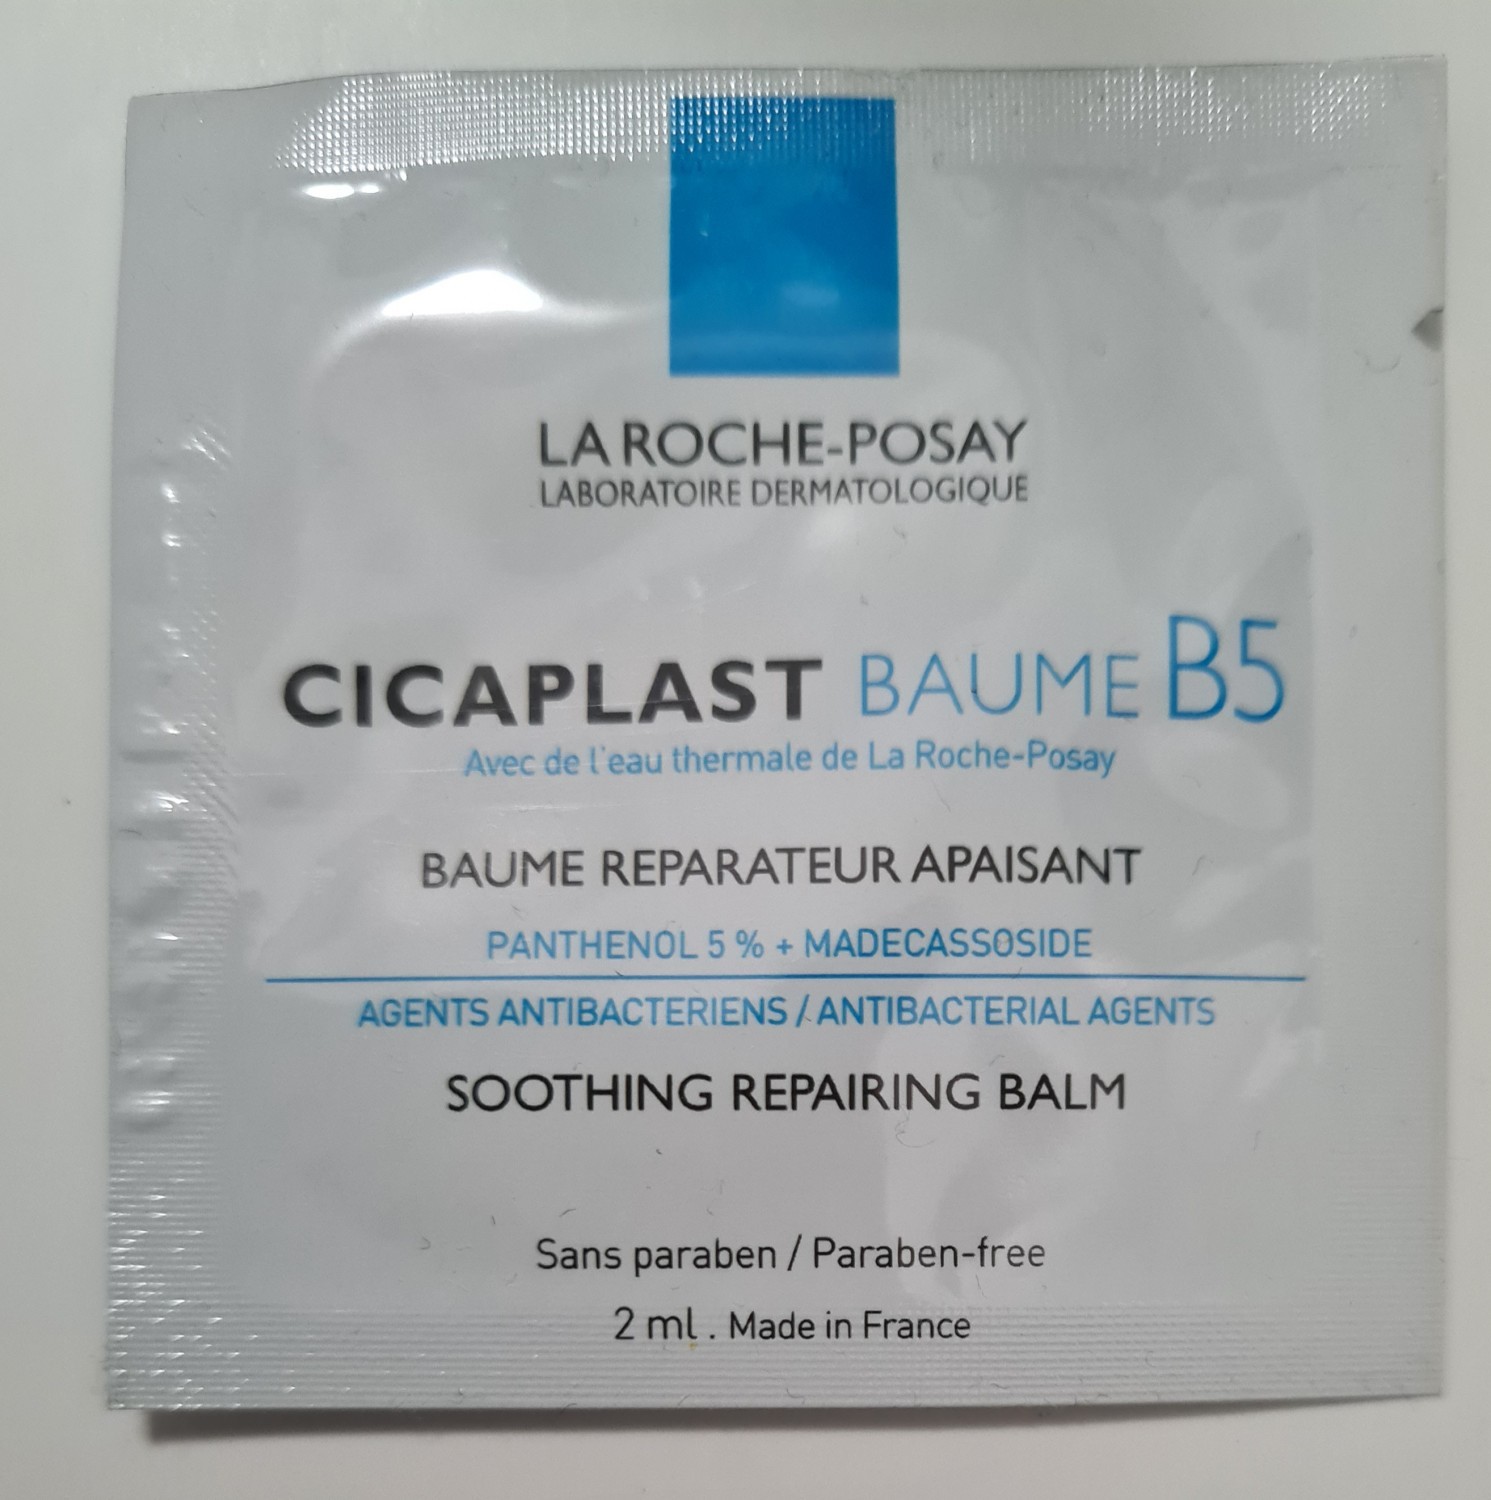 LA ROCHE-POSAY
LABORATOIRE DERMATOLOGIQUE
CICAPLAST BAUME B5
Avec de l'eau thermale de La Roche-Posay
BAUME REPARATEUR APAISANT
PANTHENOL 5 % + MADECASSOSIDE
AGENTS ANTIBACTERIENS / ANTIBACTERIAL AGENTS
SOOTHING REPAIRING BALM
Sans paraben / Paraben-free
2 ml . Made in France